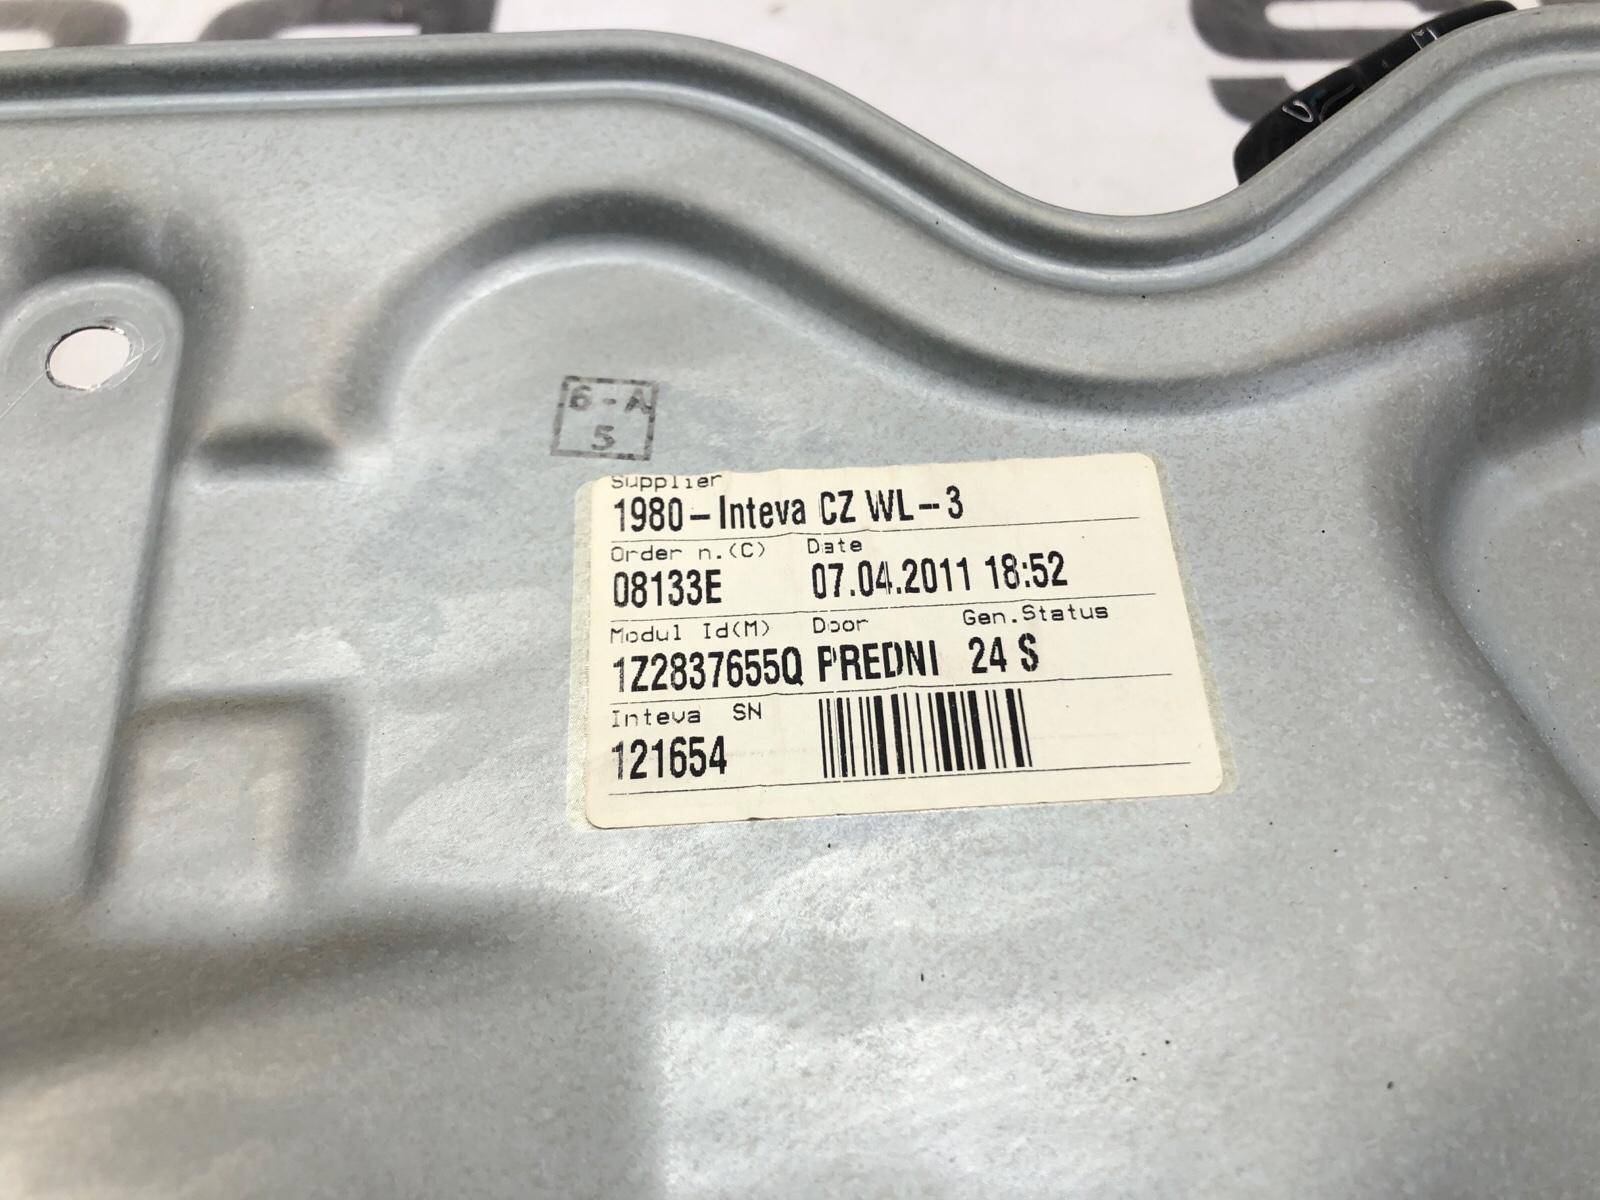 6-A
5
Supplier
1980-Inteva CZ WL--3
Order n.(C) Date
08133E 07.04.2011 18:52
Modul Id(M) Door Gen.Status
1Z2837655Q PREDNI 24 S
Inteva SN
121654